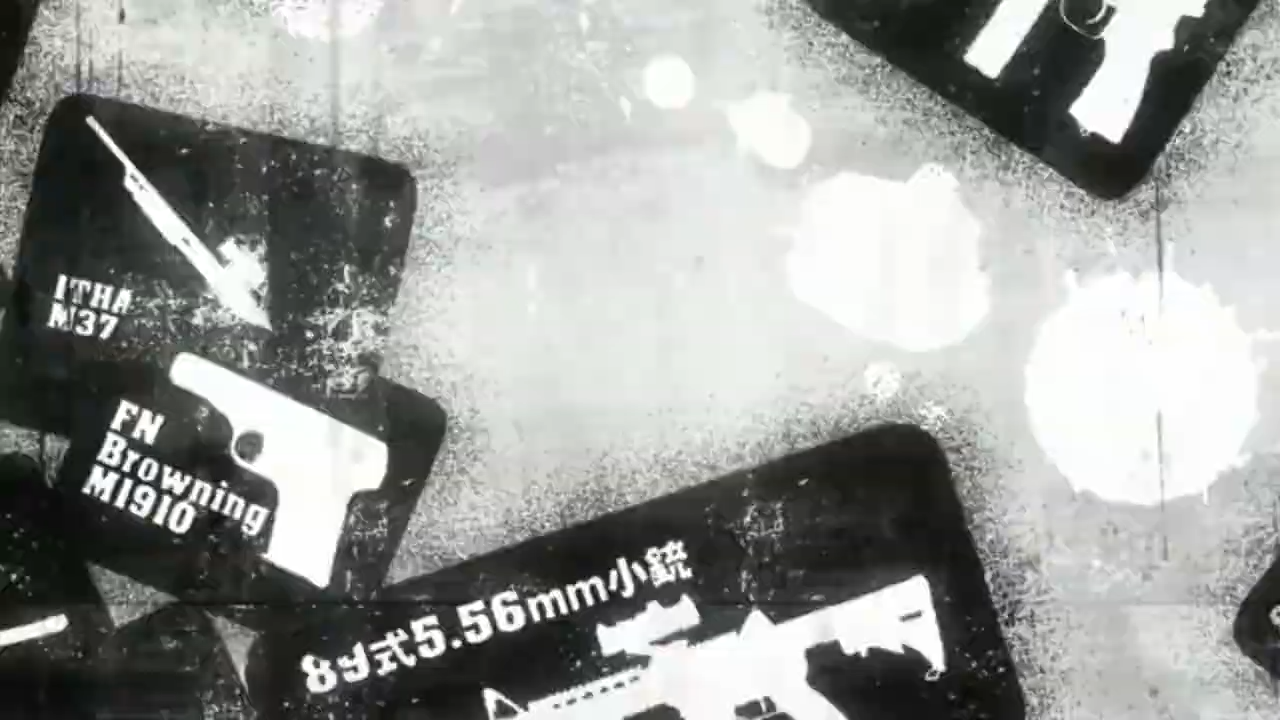 ITHA
M37
FN
Browning
M1910
89式5.56mm小銃